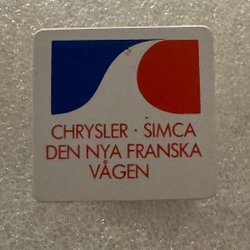 CHRYSLER · SIMCA
DEN NYA FRANSKA
VÅGEN